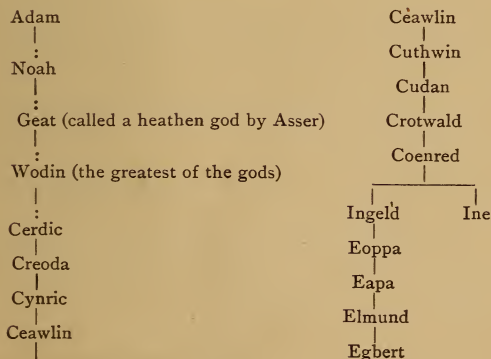 Adam
Noah
Geat (called a heathen god by Asser)
Wodin (the greatest of the gods)
Cerdic
Creoda
Cynric
Ceawlin
Cèawlin
Cuthwin
Cudan
Crotwald
Coenred
Ingeld Ine
Eoppa
Eapa
Elmund
Egbert